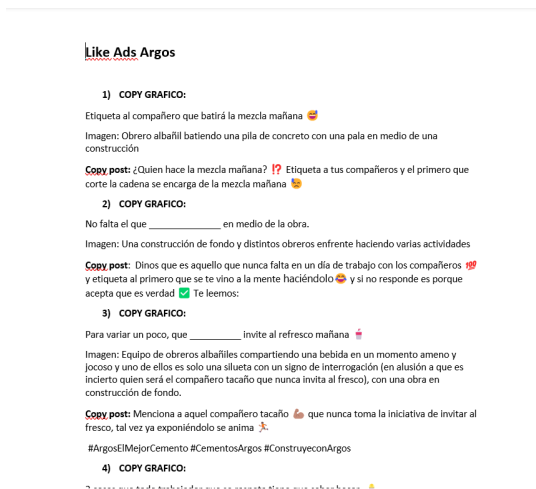 Like Ads Argos
1) COPY GRAFICO:
Etiqueta al compañero que batirá la mezcla mañana 😅
Imagen: Obrero albañil batiendo una pila de concreto con una pala en medio de una
construcción
Copy post: ¿Quien hace la mezcla mañana? ⁉️ Etiqueta a tus compañeros y el primero que
corte la cadena se encarga de la mezcla mañana 🥳
2) COPY GRAFICO:
No falta el que _______________ en medio de la obra.
Imagen: Una construcción de fondo y distintos obreros enfrente haciendo varias actividades
Copy post: Dinos que es aquello que nunca falta en un día de trabajo con los compañeros 💯
y etiqueta al primero que se te vino a la mente haciéndolo😂 y si no responde es porque
acepta que es verdad ✅ Te leemos:
3) COPY GRAFICO:
Para variar un poco, que __________ invite al refresco mañana 🥤
Imagen: Equipo de obreros albañiles compartiendo una bebida en un momento ameno y
jocoso y uno de ellos es solo una silueta con un signo de interrogación (en alusión a que es
incierto quien será el compañero tacaño que nunca invita al fresco), con una obra en
construcción de fondo.
Copy post: Menciona a aquel compañero tacaño 💪🏽 que nunca toma la iniciativa de invitar al
fresco, tal vez ya exponiéndolo se anima 🏃
#ArgosElMejorCemento #CementosArgos #ConstruyeconArgos
4) COPY GRAFICO: